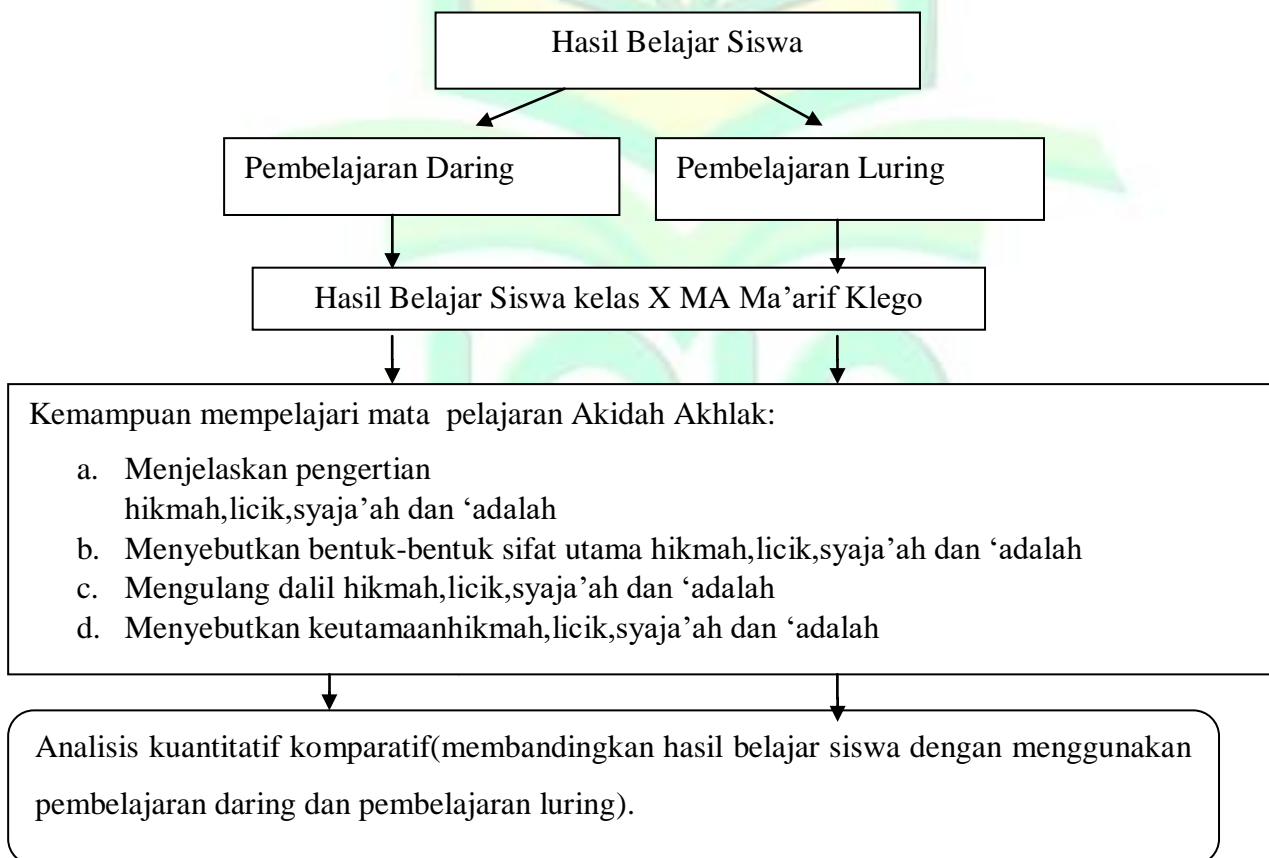 Hasil Belajar Siswa
Pembelajaran Daring
Pembelajaran Luring
Hasil Belajar Siswa kelas X MA Ma’arif Klego
Kemampuan mempelajari mata pelajaran Akidah Akhlak:
a. Menjelaskan pengertian
hikmah,licik,syaja’ah dan ‘adalah
b. Menyebutkan bentuk-bentuk sifat utama hikmah,licik,syaja’ah dan ‘adalah
c. Mengulang dalil hikmah,licik,syaja’ah dan ‘adalah
d. Menyebutkan keutamaanhikmah,licik,syaja’ah dan ‘adalah
Analisis kuantitatif komparatif(membandingkan hasil belajar siswa dengan menggunakan
pembelajaran daring dan pembelajaran luring).